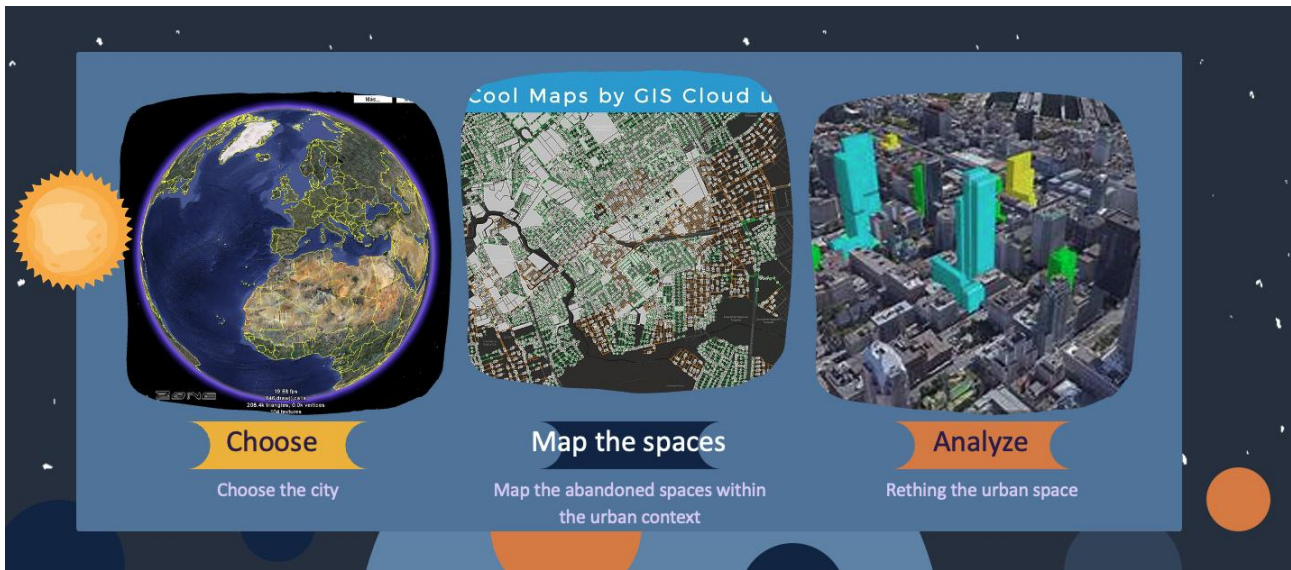 Cool Maps by GIS Cloud u
Choose
Choose the city
Map the spaces
Map the abandoned spaces within
the urban context
Analyze
Rething the urban space